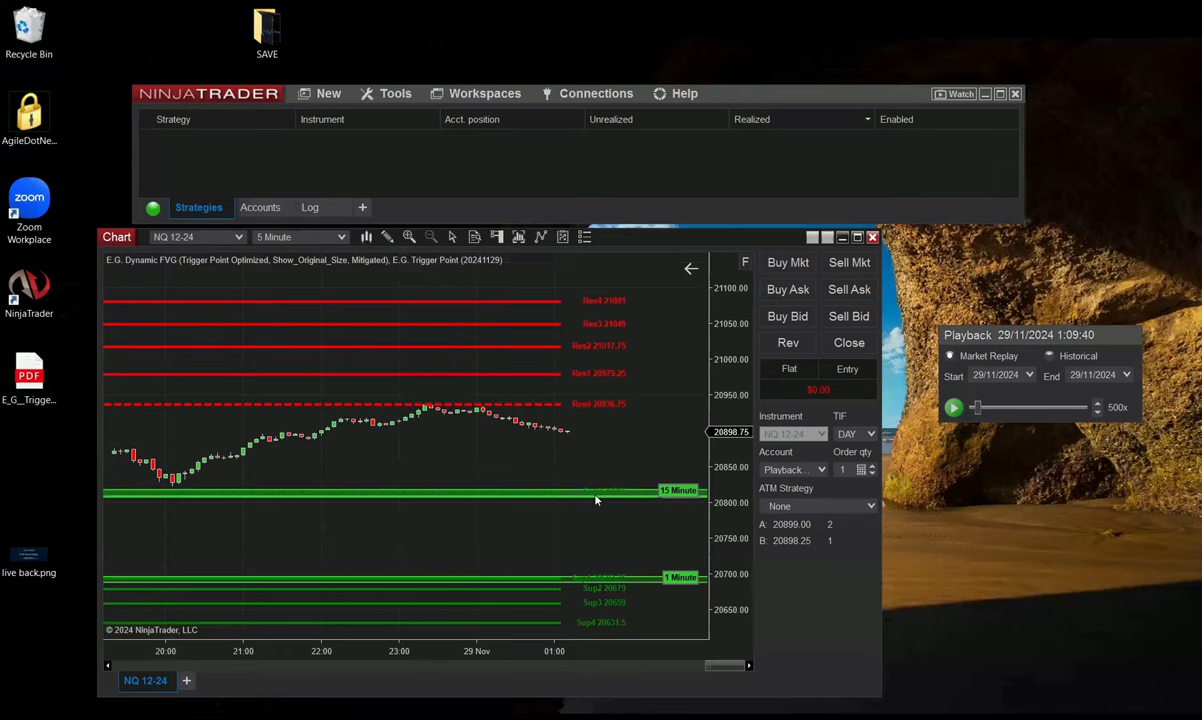 Recycle Bin
SAVE
AgileDotNe...
zoom
Zoom
Workplace
NinjaTrader
PDF
E_G_.Trigge...
live back.png
NINJATRADER New Tools Workspaces Connections Help Watch
Strategy Instrument Acct. position Unrealized Realized Enabled
Strategies Accounts Log +
Chart NQ 12-24 5 Minute
E.G. Dynamic FVG (Trigger Point Optimized, Show_Original_Size, Mitigated), E.G. Trigger Point (20241129)
F
Res4 21081
Res3 21049
Res2 21017.75
Res1 20979.25
20936.75
15 Minute
1 Minute
Sup2 20679
Sup3 20659
Sup4 20631.5
21100.00
21050.00
21000.00
20950.00
20898.75
20850.00
20800.00
20750.00
20700.00
20650.00
© 2024 NinjaTrader, LLC
20:00 21:00 22:00 23:00 29 Nov 01:00
NQ 12-24 +
Buy Mkt Sell Mkt
Buy Ask Sell Ask
Buy Bid Sell Bid
Rev Close
Flat Entry
$0.00
Instrument TIF
NQ 12-24 DAY
Account Order qty
Playback... 1
ATM Strategy
None
A: 20899.00 2
B: 20898.25 1
Playback 29/11/2024 1:09:40
Market Replay Historical
Start 29/11/2024 End 29/11/2024
500x